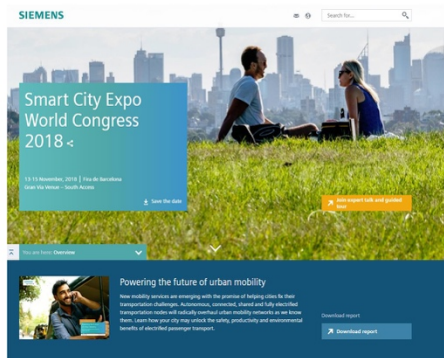 SIEMENS
Search for...
Smart City Expo
World Congress
2018
13-15 November, 2018 | Fira de Barcelona
Gran Via Venue – South Access
Save the date
Join expert talk and guided
tour
You are here: Overview
Powering the future of urban mobility
New mobility services are emerging with the promise of helping cities fix their
transportation challenges. Autonomous, connected, shared and fully electrified
transportation nodes will radically overhaul urban mobility networks as we know
them. Learn how your city may unlock the safety, productivity and environmental
benefits of electrified passenger transport.
Download report
Download report